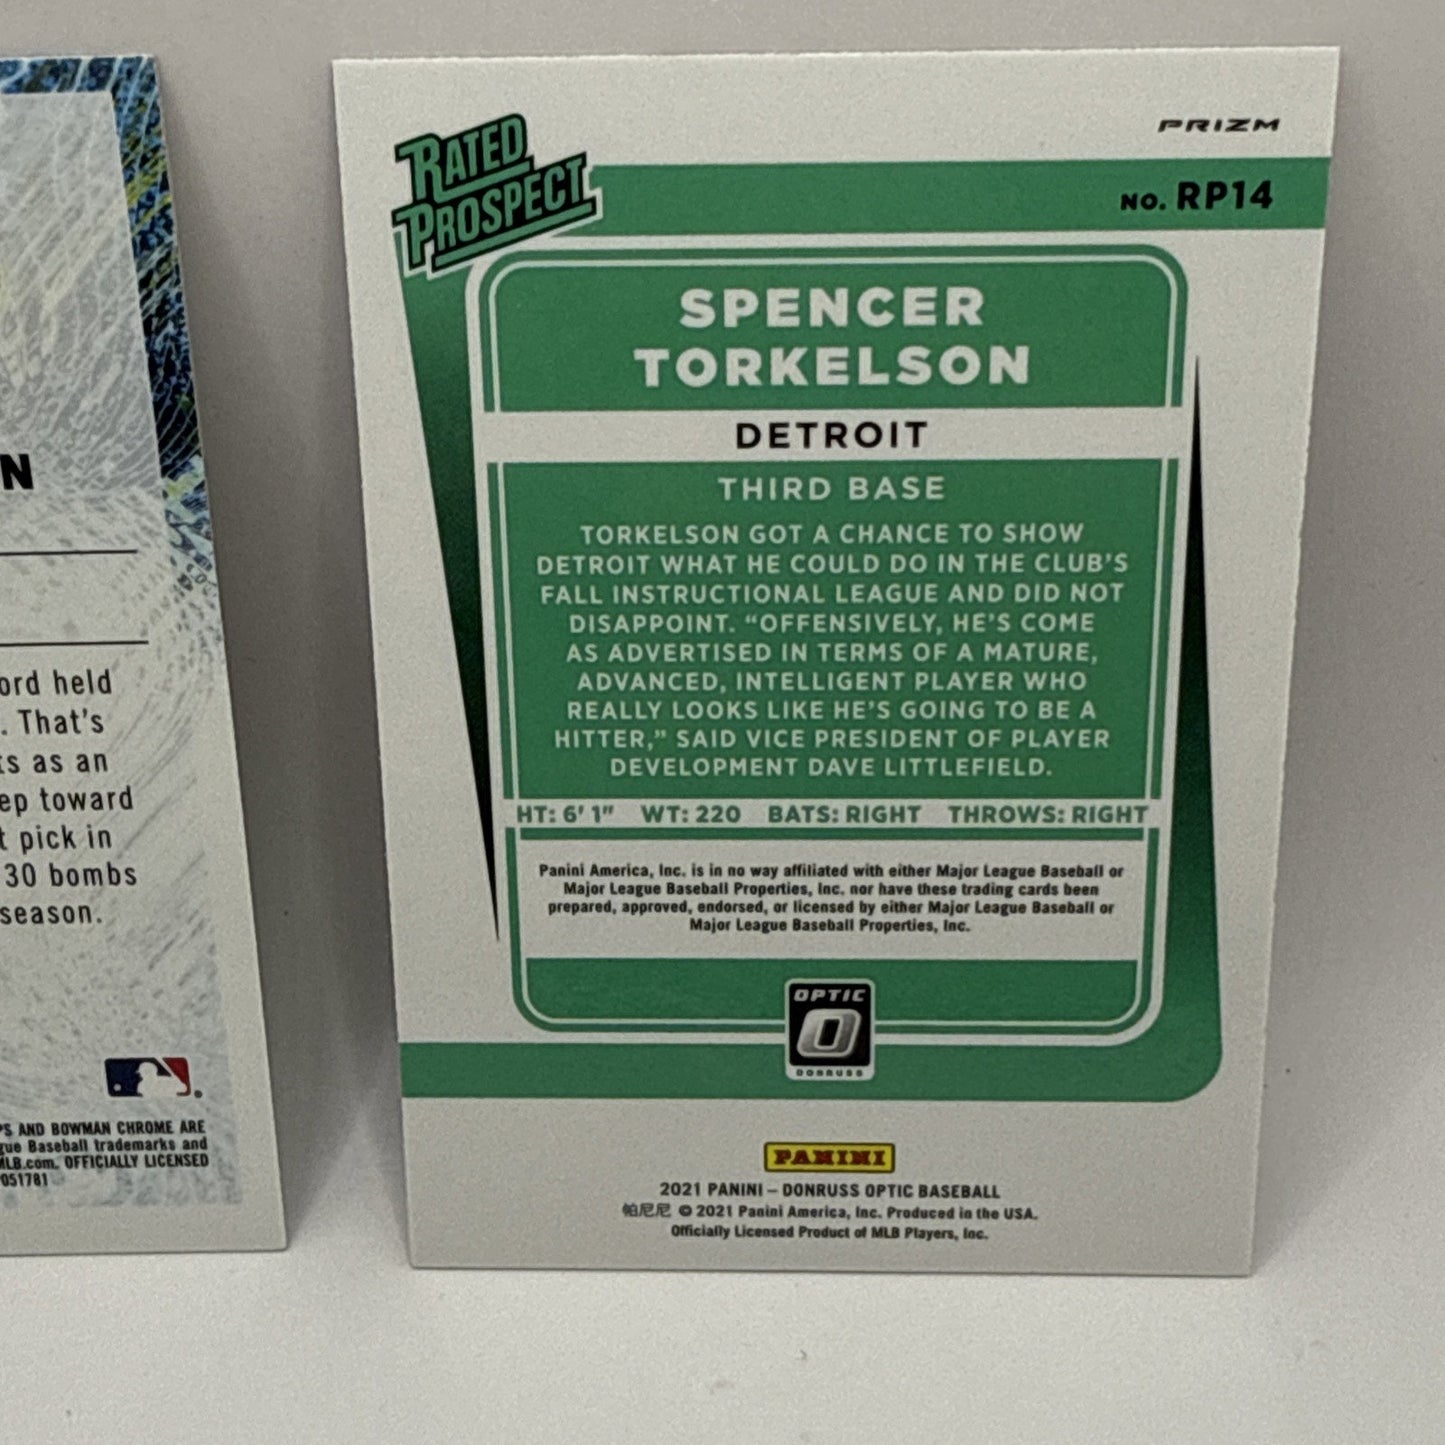 N
ord held
. That's
ts as an
ep toward
t pick in
30 bombs
season.
PS AND BOWMAN CHROME ARE
gue Baseball trademarks and
MLB.com. OFFICIALLY LICENSED
051781
RATED
PROSPECT
PRIZM
NO. RP14
SPENCER
TORKELSON
DETROIT
THIRD BASE
TORKELSON GOT A CHANCE TO SHOW
DETROIT WHAT HE COULD DO IN THE CLUB'S
FALL INSTRUCTIONAL LEAGUE AND DID NOT
DISAPPOINT. “OFFENSIVELY, HE'S COME
AS ADVERTISED IN TERMS OF A MATURE,
ADVANCED, INTELLIGENT PLAYER WHO
REALLY LOOKS LIKE HE'S GOING TO BE A
HITTER,” SAID VICE PRESIDENT OF PLAYER
DEVELOPMENT DAVE LITTLEFIELD.
HT: 6' 1" WT: 220 BATS: RIGHT THROWS: RIGHT
Panini America, Inc. is in no way affiliated with either Major League Baseball or
Major League Baseball Properties, Inc. nor have these trading cards been
prepared, approved, endorsed, or licensed by either Major League Baseball or
Major League Baseball Properties, Inc.
OPTIC
O
DONRUSS
PANINI
2021 PANINI – DONRUSS OPTIC BASEBALL
帕尼尼 © 2021 Panini America, Inc. Produced in the USA.
Officially Licensed Product of MLB Players, Inc.